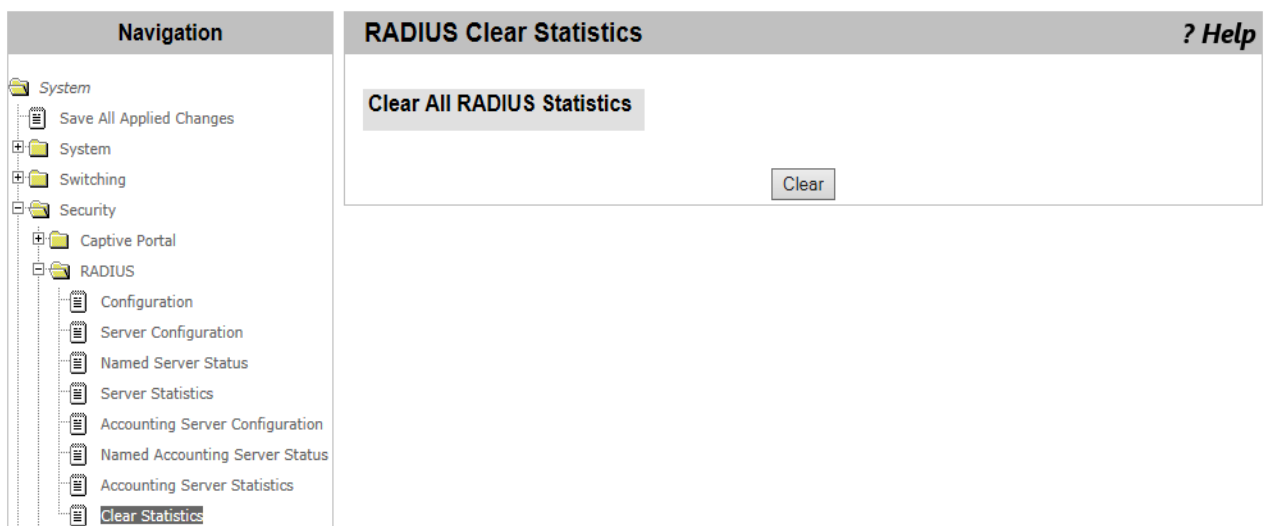 Navigation
System
Save All Applied Changes
System
Switching
Security
Captive Portal
RADIUS
Configuration
Server Configuration
Named Server Status
Server Statistics
Accounting Server Configuration
Named Accounting Server Status
Accounting Server Statistics
Clear Statistics
RADIUS Clear Statistics
? Help
Clear All RADIUS Statistics
Clear